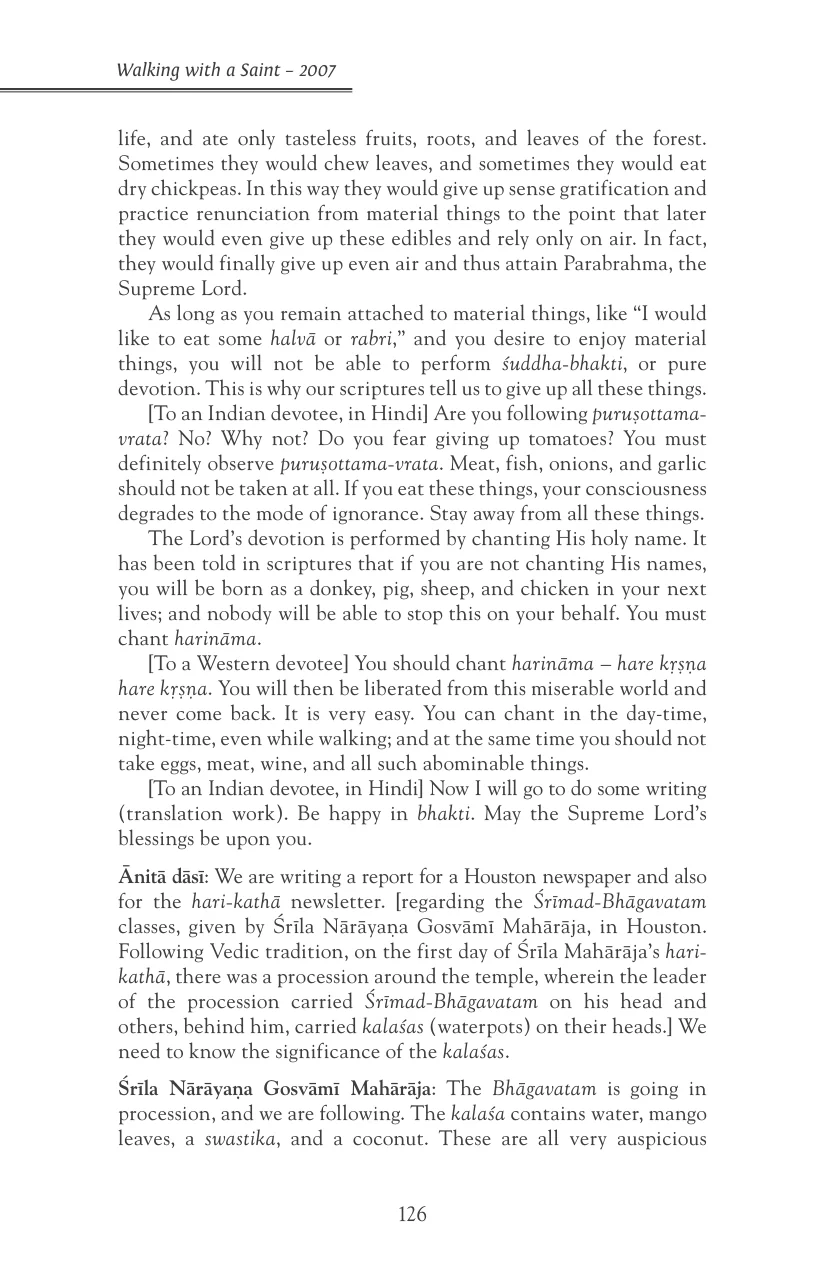 Walking with a Saint – 2007
life, and ate only tasteless fruits, roots, and leaves of the forest.
Sometimes they would chew leaves, and sometimes they would eat
dry chickpeas. In this way they would give up sense gratification and
practice renunciation from material things to the point that later
they would even give up these edibles and rely only on air. In fact,
they would finally give up even air and thus attain Parabrahma, the
Supreme Lord.
As long as you remain attached to material things, like “I would
like to eat some halvā or rabri,” and you desire to enjoy material
things, you will not be able to perform śuddha-bhakti, or pure
devotion. This is why our scriptures tell us to give up all these things.
[To an Indian devotee, in Hindi] Are you following puruṣottama-
vrata? No? Why not? Do you fear giving up tomatoes? You must
definitely observe puruṣottama-vrata. Meat, fish, onions, and garlic
should not be taken at all. If you eat these things, your consciousness
degrades to the mode of ignorance. Stay away from all these things.
The Lord’s devotion is performed by chanting His holy name. It
has been told in scriptures that if you are not chanting His names,
you will be born as a donkey, pig, sheep, and chicken in your next
lives; and nobody will be able to stop this on your behalf. You must
chant harināma.
[To a Western devotee] You should chant harināma – hare kṛṣṇa
hare kṛṣṇa. You will then be liberated from this miserable world and
never come back. It is very easy. You can chant in the day-time,
night-time, even while walking; and at the same time you should not
take eggs, meat, wine, and all such abominable things.
[To an Indian devotee, in Hindi] Now I will go to do some writing
(translation work). Be happy in bhakti. May the Supreme Lord’s
blessings be upon you.
Ānitā dāsī: We are writing a report for a Houston newspaper and also
for the hari-kathā newsletter. [regarding the Śrīmad-Bhāgavatam
classes, given by Śrīla Nārāyaṇa Gosvāmī Mahārāja, in Houston.
Following Vedic tradition, on the first day of Śrīla Mahārāja’s hari-
kathā, there was a procession around the temple, wherein the leader
of the procession carried Śrīmad-Bhāgavatam on his head and
others, behind him, carried kalaśas (waterpots) on their heads.] We
need to know the significance of the kalaśas.
Śrīla Nārāyaṇa Gosvāmī Mahārāja: The Bhāgavatam is going in
procession, and we are following. The kalaśa contains water, mango
leaves, a swastika, and a coconut. These are all very auspicious
126